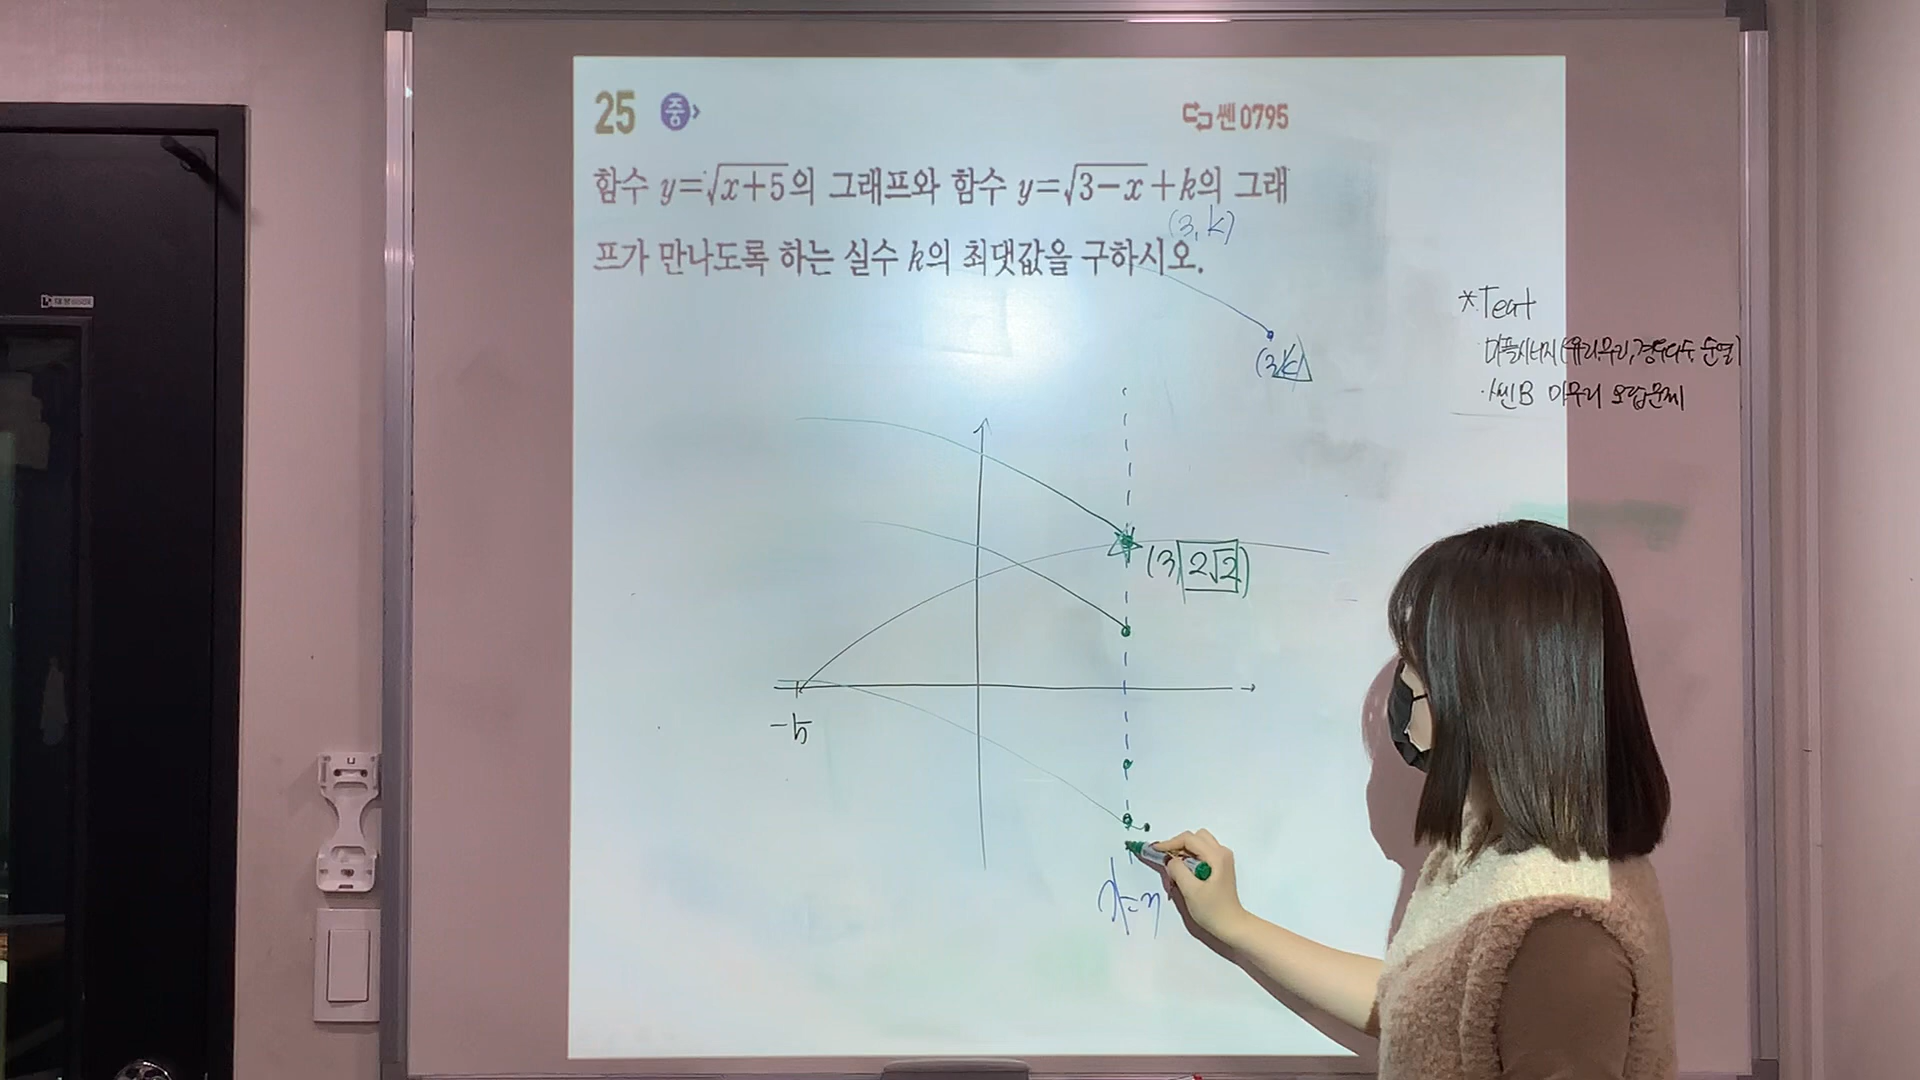 25 중
쎈 0795
함수 y=√x+5의 그래프와 함수 y=√3-x+k의 그래
프가 만나도록 하는 실수 k의 최댓값을 구하시오.
(3, k)
(3, k)
*Test
쎈B 마무리 오답문제
(3, 2√2)
-5